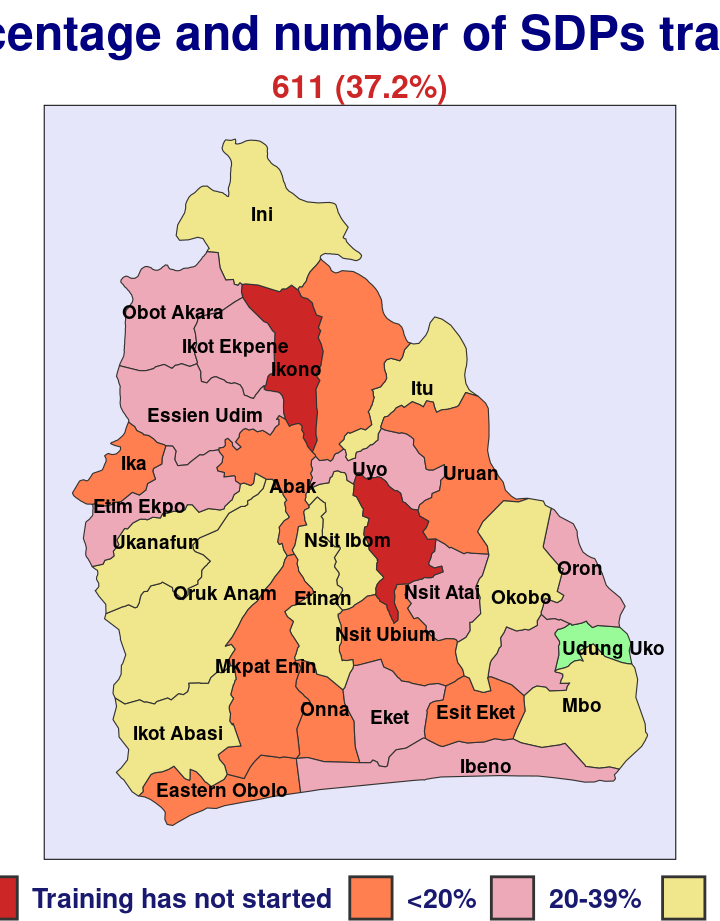 centage and number of SDPs tra
611 (37.2%)
Ini
Obot Akara
Ikot Ekpene
Ikono
Itu
Essien Udim
Ika
Uyo
Uruan
Abak
Etim Ekpo
Ukanafun
Nsit Ibom
Oron
Oruk Anam
Etinan
Nsit Atai
Okobo
Nsit Ubium
Udung Uko
Mkpat Enin
Onna
Eket
Esit Eket
Mbo
Ikot Abasi
Ibeno
Eastern Obolo
Training has not started <20% 20-39%